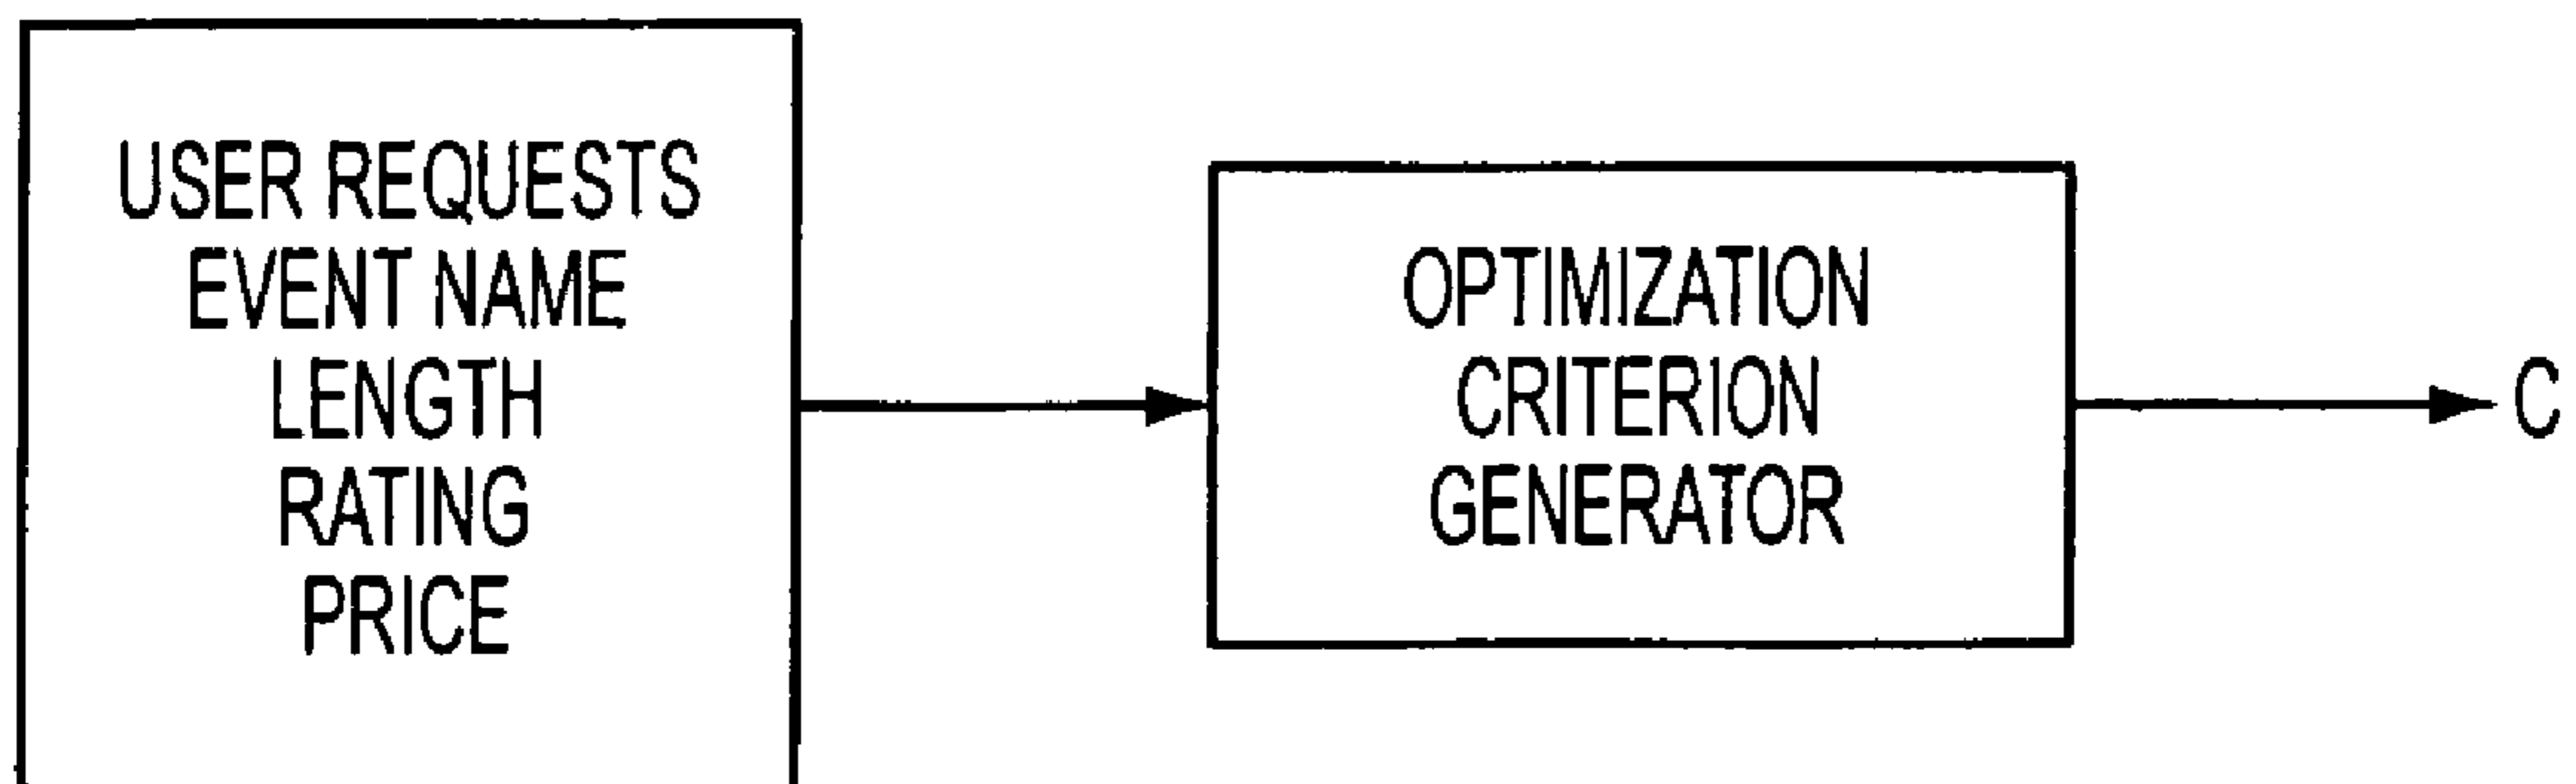 USER REQUESTS
EVENT NAME
LENGTH
RATING
PRICE
OPTIMIZATION
CRITERION
GENERATOR
C